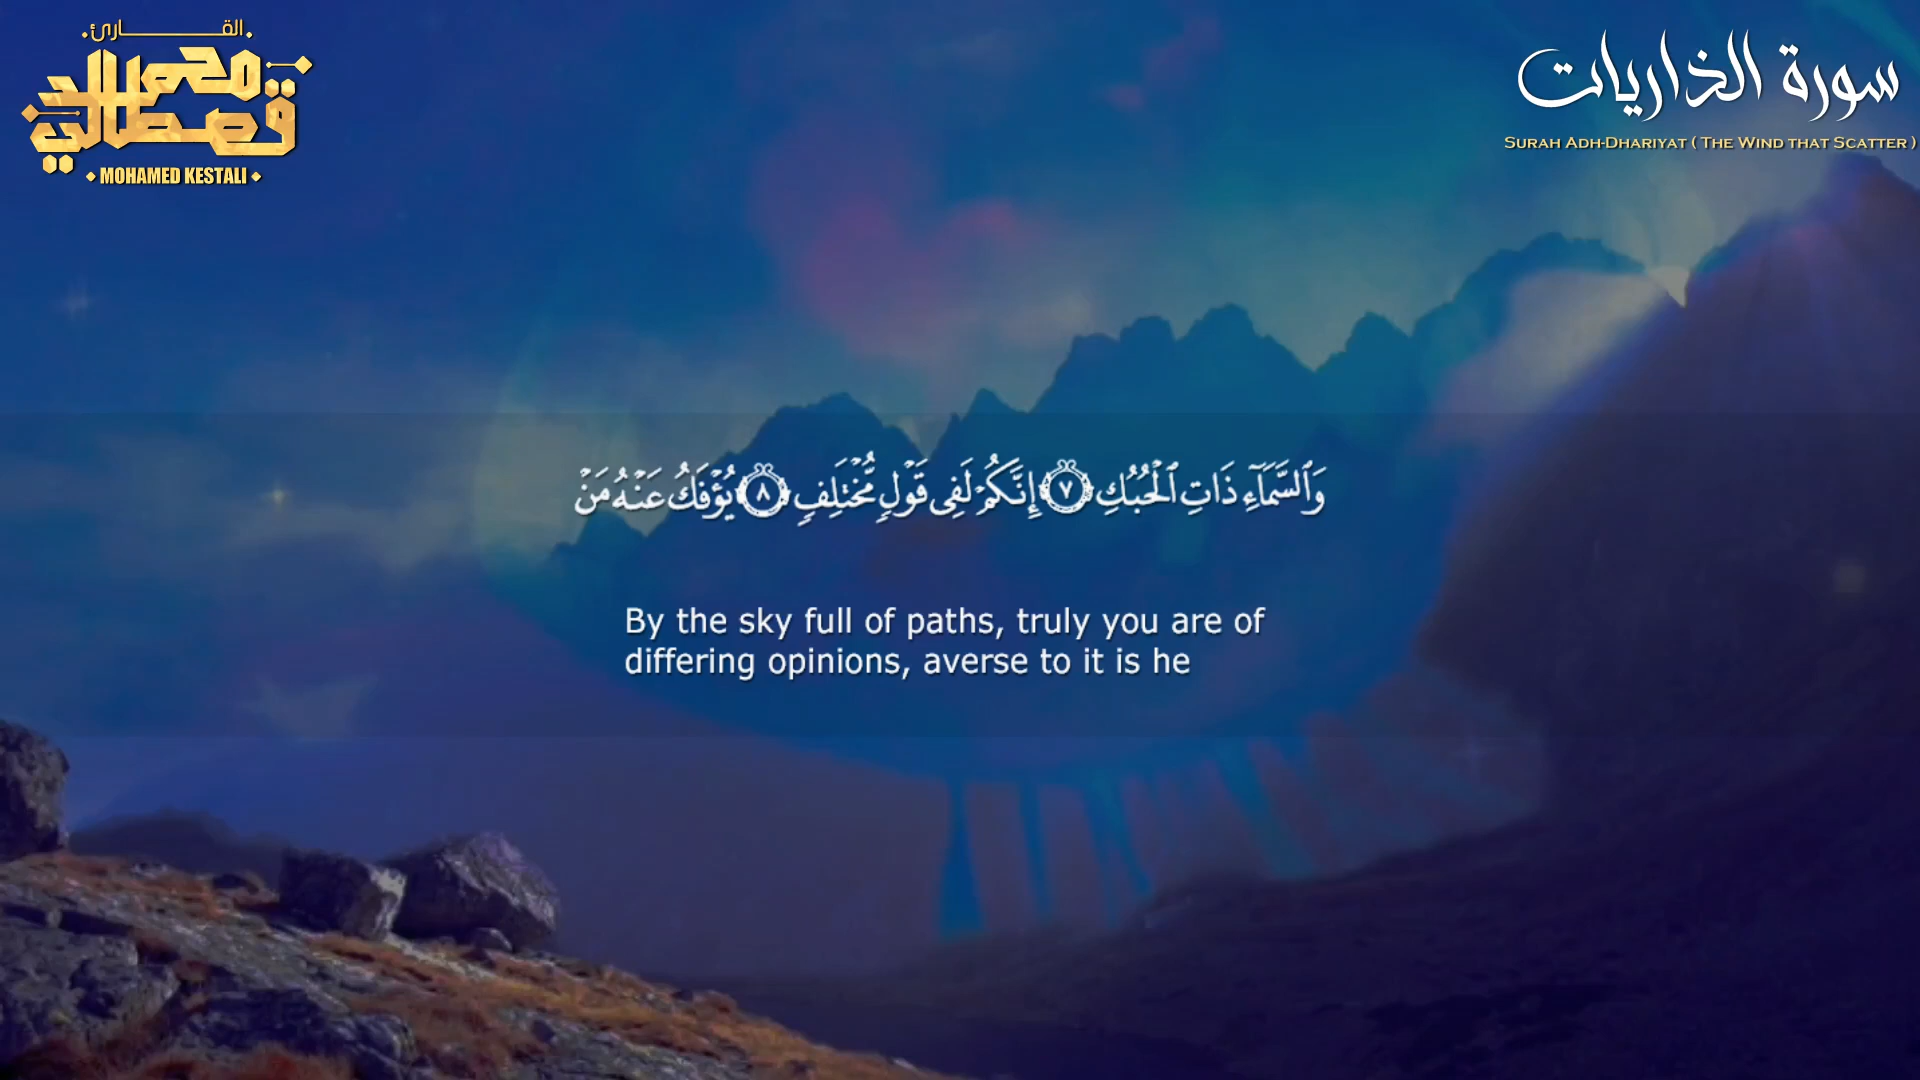 القارئ
محمد
قصطالي
MOHAMED KESTALI
سورة الذاريات
SURAH ADH-DHARIYAT ( THE WIND THAT SCATTER )
وَٱلسَّمَآءِ ذَاتِ ٱلْحُبُكِ ٧ إِنَّكُمْ لَفِى قَوْلٍ مُّخْتَلِفٍ ٨ يُؤْفَكُ عَنْهُ مَنْ
By the sky full of paths, truly you are of
differing opinions, averse to it is he